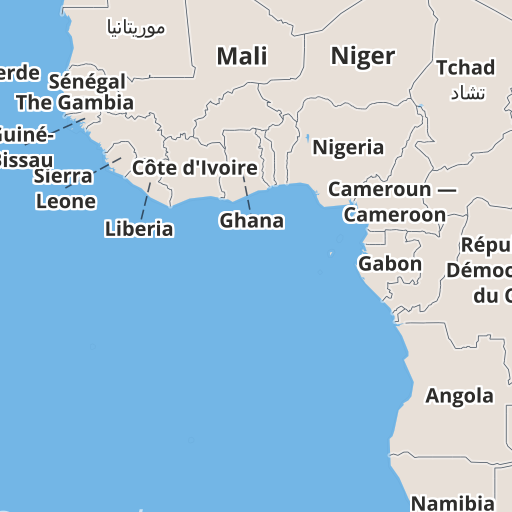 موريتانيا
Mali
Niger
Tchad
تشاد
erde
Sénégal
The Gambia
Guiné-
Bissau
Sierra
Leone
Côte d'Ivoire
Nigeria
Cameroun —
Cameroon
Liberia
Ghana
Gabon
Répu
Démoc
du C
Angola
Namibia